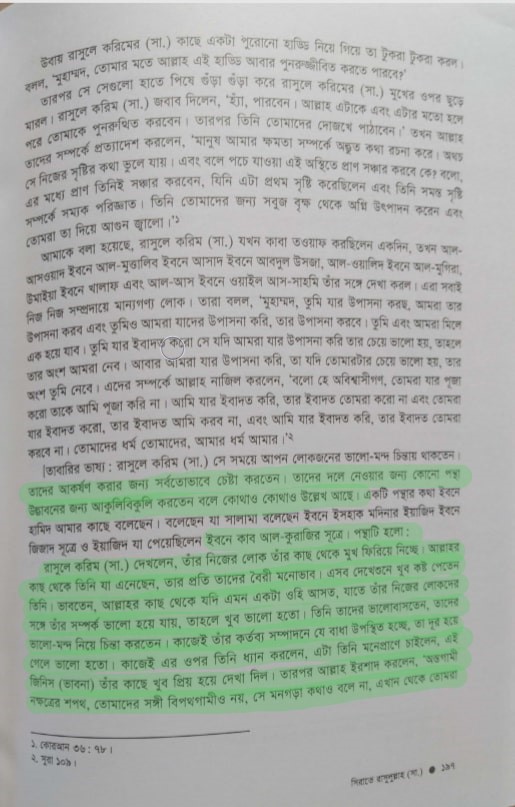 উবায় রাসুলে করিমের (সা.) কাছে একটা পুরোনো হাড্ডি নিয়ে গিয়ে তা টুকরা টুকরা করল।
বলল, ‘মুহাম্মদ, তোমার মতে আল্লাহ এই হাড্ডি আবার পুনরুজ্জীবিত করতে পারবে?’
তারপর সে সেগুলো হাতে পিষে গুঁড়া গুঁড়া করে রাসুলে করিমের (সা.) মুখের ওপর ছুড়ে
মারল। রাসুলে করিম (সা.) জবাব দিলেন, ‘হ্যাঁ, পারবেন। আল্লাহ এটাকে এবং এটার মতো হলে
পরে তোমাকে পুনরুত্থিত করবেন। তারপর তিনি তোমাদের দোজখে পাঠাবেন।’ তখন আল্লাহ
তাদের সম্পর্কে প্রত্যাদেশ করলেন, ‘মানুষ আমার ক্ষমতা সম্পর্কে অদ্ভুত কথা রচনা করে। অথচ
সে নিজের সৃষ্টির কথা ভুলে যায়। এবং বলে পচে যাওয়া এই অস্থিতে প্রাণ সঞ্চার করবে কে? বলো,
এর মধ্যে প্রাণ তিনিই সঞ্চার করবেন, যিনি এটা প্রথম সৃষ্টি করেছিলেন এবং তিনি সমস্ত সৃষ্টি
সম্পর্কে সম্যক পরিজ্ঞাত। তিনি তোমাদের জন্য সবুজ বৃক্ষ থেকে অগ্নি উৎপাদন করেন এবং
তোমরা তা দিয়ে আগুন জ্বালো।’১
আমাকে বলা হয়েছে, রাসুলে করিম (সা.) যখন কাবা তওয়াফ করছিলেন একদিন, তখন আল-
আসওয়াদ ইবনে আল-মুত্তালিব ইবনে আসাদ ইবনে আবদুল উসজা, আল-ওয়ালিদ ইবনে আল-মুগিরা,
উমাইয়া ইবনে খালাফ এবং আল-আস ইবনে ওয়াইল আস-সাহমি তাঁর সঙ্গে দেখা করল। এরা সবাই
নিজ নিজ সম্প্রদায়ে মান্যগণ্য লোক। তারা বলল, ‘মুহাম্মদ, তুমি যার উপাসনা করছ, আমরা তার
উপাসনা করব এবং তুমিও আমরা যাদের উপাসনা করি, তার উপাসনা করবে। তুমি এবং আমরা মিলে
এক হয়ে যাব। তুমি যার ইবাদত করো সে যদি আমরা যার উপাসনা করি তার চেয়ে ভালো হয়, তাহলে
তার অংশ আমরা নেব। আবার আমরা যার উপাসনা করি, তা যদি তোমারটার চেয়ে ভালো হয়, তার
অংশ তুমি নেবে। এদের সম্পর্কে আল্লাহ নাজিল করলেন, ‘বলো হে অবিশ্বাসীগণ, তোমরা যার পূজা
করো তাকে আমি পূজা করি না। আমি যার ইবাদত করি, তার ইবাদত তোমরা করো না এবং তোমরা
যার ইবাদত করো, তার ইবাদত আমি করব না, এবং আমি যার ইবাদত করি, তার ইবাদত তোমরা
করবে না। তোমাদের ধর্ম তোমাদের, আমার ধর্ম আমার।’২
[তাবারির ভাষ্য : রাসুলে করিম (সা.) সে সময়ে আপন লোকজনের ভালো-মন্দ চিন্তায় থাকতেন।
তাদের আকর্ষণ করার জন্য সর্বতোভাবে চেষ্টা করতেন। তাদের দলে নেওয়ার জন্য কোনো পন্থা
উদ্ভাবনের জন্য আকুলিবিকুলি করতেন বলে কোথাও কোথাও উল্লেখ আছে। একটি পন্থার কথা ইবনে
হামিদ আমার কাছে বলেছেন। বলেছেন যা সালামা বলেছেন ইবনে ইসহাক মদিনার ইয়াজিদ ইবনে
জিজাদ সূত্রে ও ইয়াজিদ যা পেয়েছিলেন ইবনে কাব আল-কুরাজির সূত্রে। পন্থাটি হলো :
রাসুলে করিম (সা.) দেখলেন, তাঁর নিজের লোক তাঁর কাছ থেকে মুখ ফিরিয়ে নিচ্ছে। আল্লাহর
কাছ থেকে তিনি যা এনেছেন, তার প্রতি তাদের বৈরী মনোভাব। এসব দেখেশুনে খুব কষ্ট পেতেন
তিনি। ভাবতেন, আল্লাহর কাছ থেকে যদি এমন একটা ওহি আসত, যাতে তাঁর নিজের লোকদের
সঙ্গে তাঁর সম্পর্ক ভালো হয়ে যায়, তাহলে খুব ভালো হতো। তিনি তাদের ভালোবাসতেন, তাদের
ভালো-মন্দ নিয়ে চিন্তা করতেন। কাজেই তাঁর কর্তব্য সম্পাদনে যে বাধা উপস্থিত হচ্ছে, তা দূর হয়ে
গেলে ভালো হতো। কাজেই এর ওপর তিনি ধ্যান করলেন, এটা তিনি মনেপ্রাণে চাইলেন, এই
জিনিস (ভাবনা) তাঁর কাছে খুব প্রিয় হয়ে দেখা দিল। তারপর আল্লাহ ইরশাদ করলেন, ‘অস্তগামী
নক্ষত্রের শপথ, তোমাদের সঙ্গী বিপথগামীও নয়, সে মনগড়া কথাও বলে না, এখান থেকে তোমরা
১. কোরআন ৩৬ : ৭৮।
২. সুরা ১০৯।
সিরাতে রাসুলুল্লাহ (সা.) ● ১৯৭